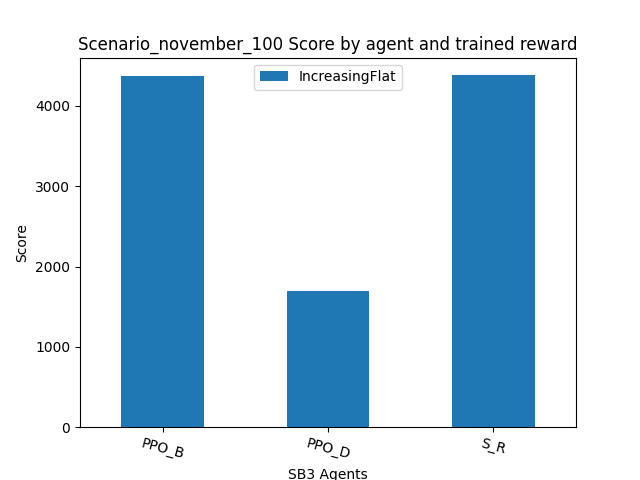 Scenario_november_100 Score by agent and trained reward
IncreasingFlat
4000
3000
2000
1000
0
Score
PPO_B
PPO_D
S_R
SB3 Agents